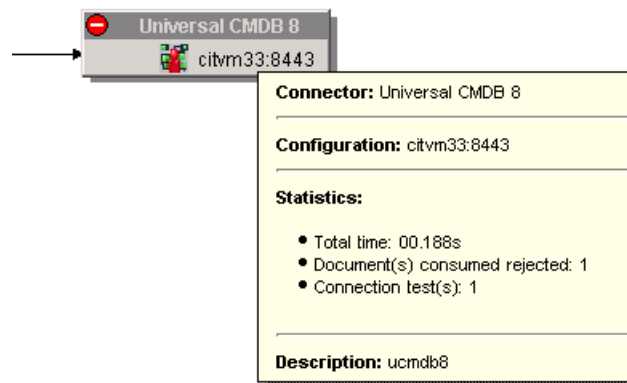 Universal CMDB 8
citvm33:8443
Connector: Universal CMDB 8
Configuration: citvm33:8443
Statistics:
Total time: 00.188s
Document(s) consumed rejected: 1
Connection test(s): 1
Description: ucmdb8